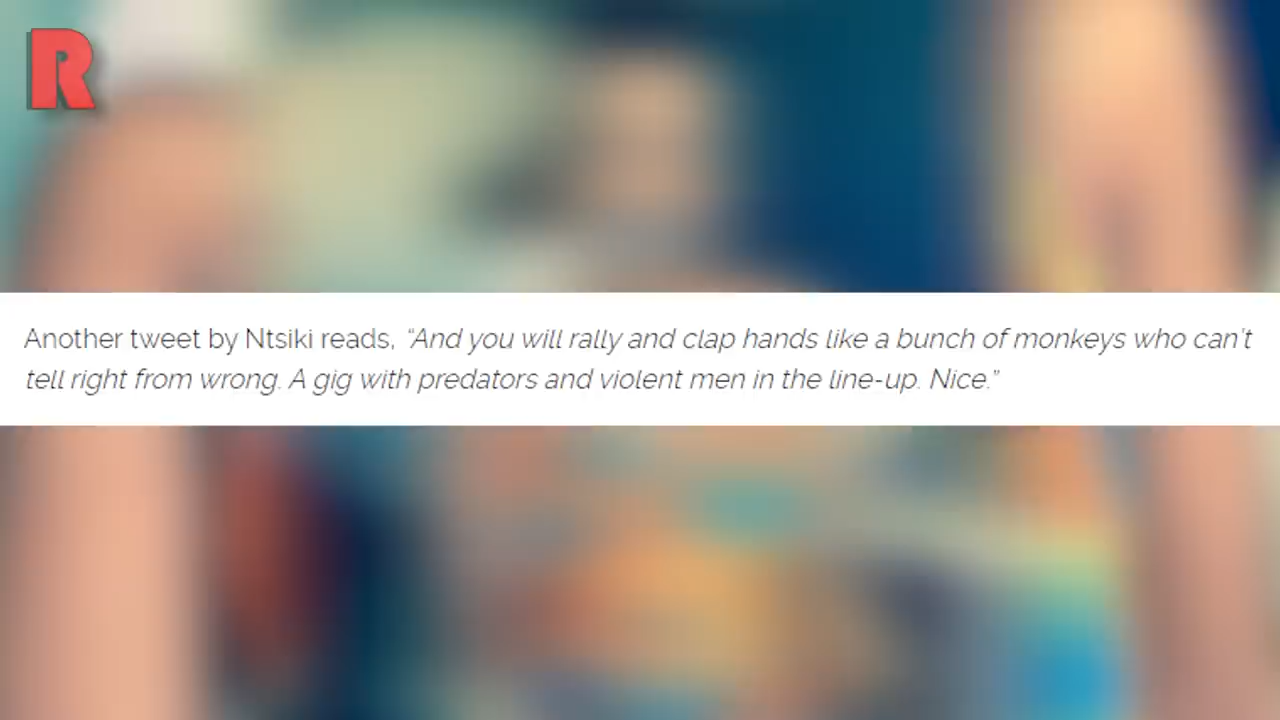 R
Another tweet by Ntsiki reads, “And you will rally and clap hands like a bunch of monkeys who can't
tell right from wrong. A gig with predators and violent men in the line-up. Nice.”